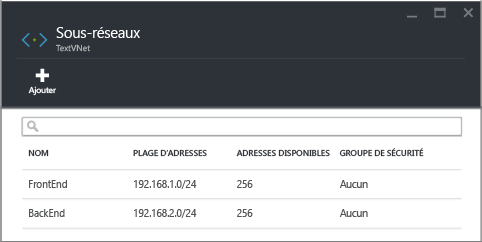 Sous-réseaux
TextVNet
Ajouter
NOM PLAGE D'ADRESSES ADRESSES DISPONIBLES GROUPE DE SÉCURITÉ
FrontEnd 192.168.1.0/24 256 Aucun
BackEnd 192.168.2.0/24 256 Aucun